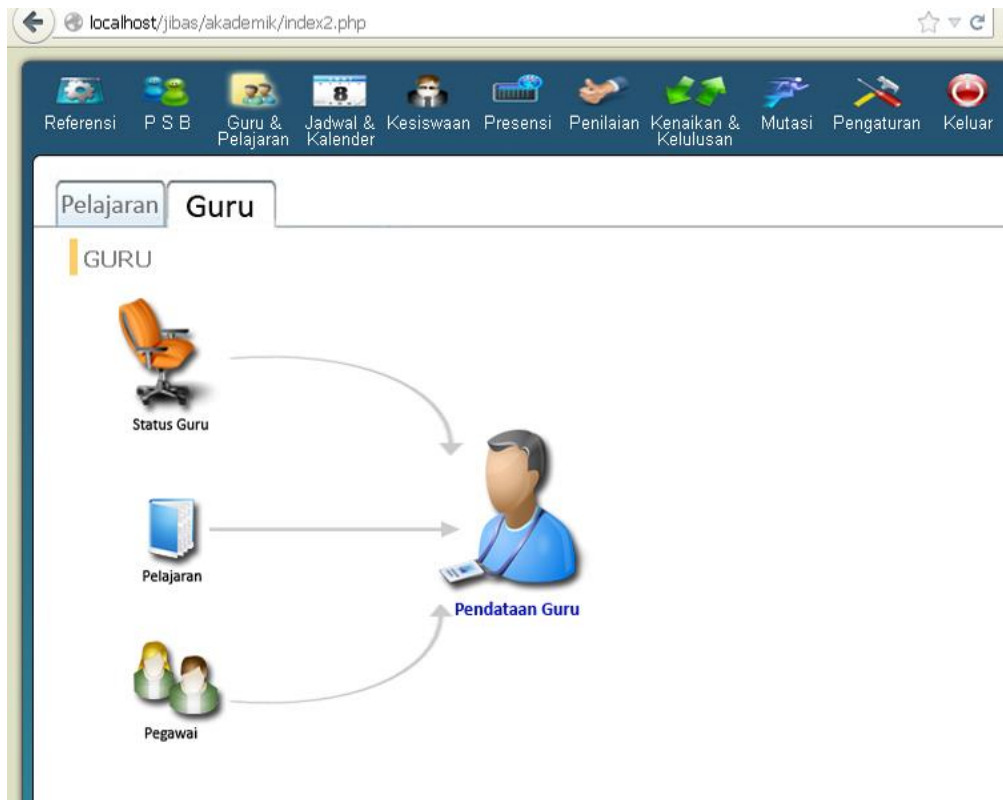 localhost/jibas/akademik/index2.php
Referensi
P S B
Guru &
Pelajaran
8
Jadwal &
Kalender
Kesiswaan
Presensi
Penilaian
Kenaikan &
Kelulusan
Mutasi
Pengaturan
Keluar
Pelajaran
Guru
GURU
Status Guru
Pelajaran
Pendataan Guru
Pegawai